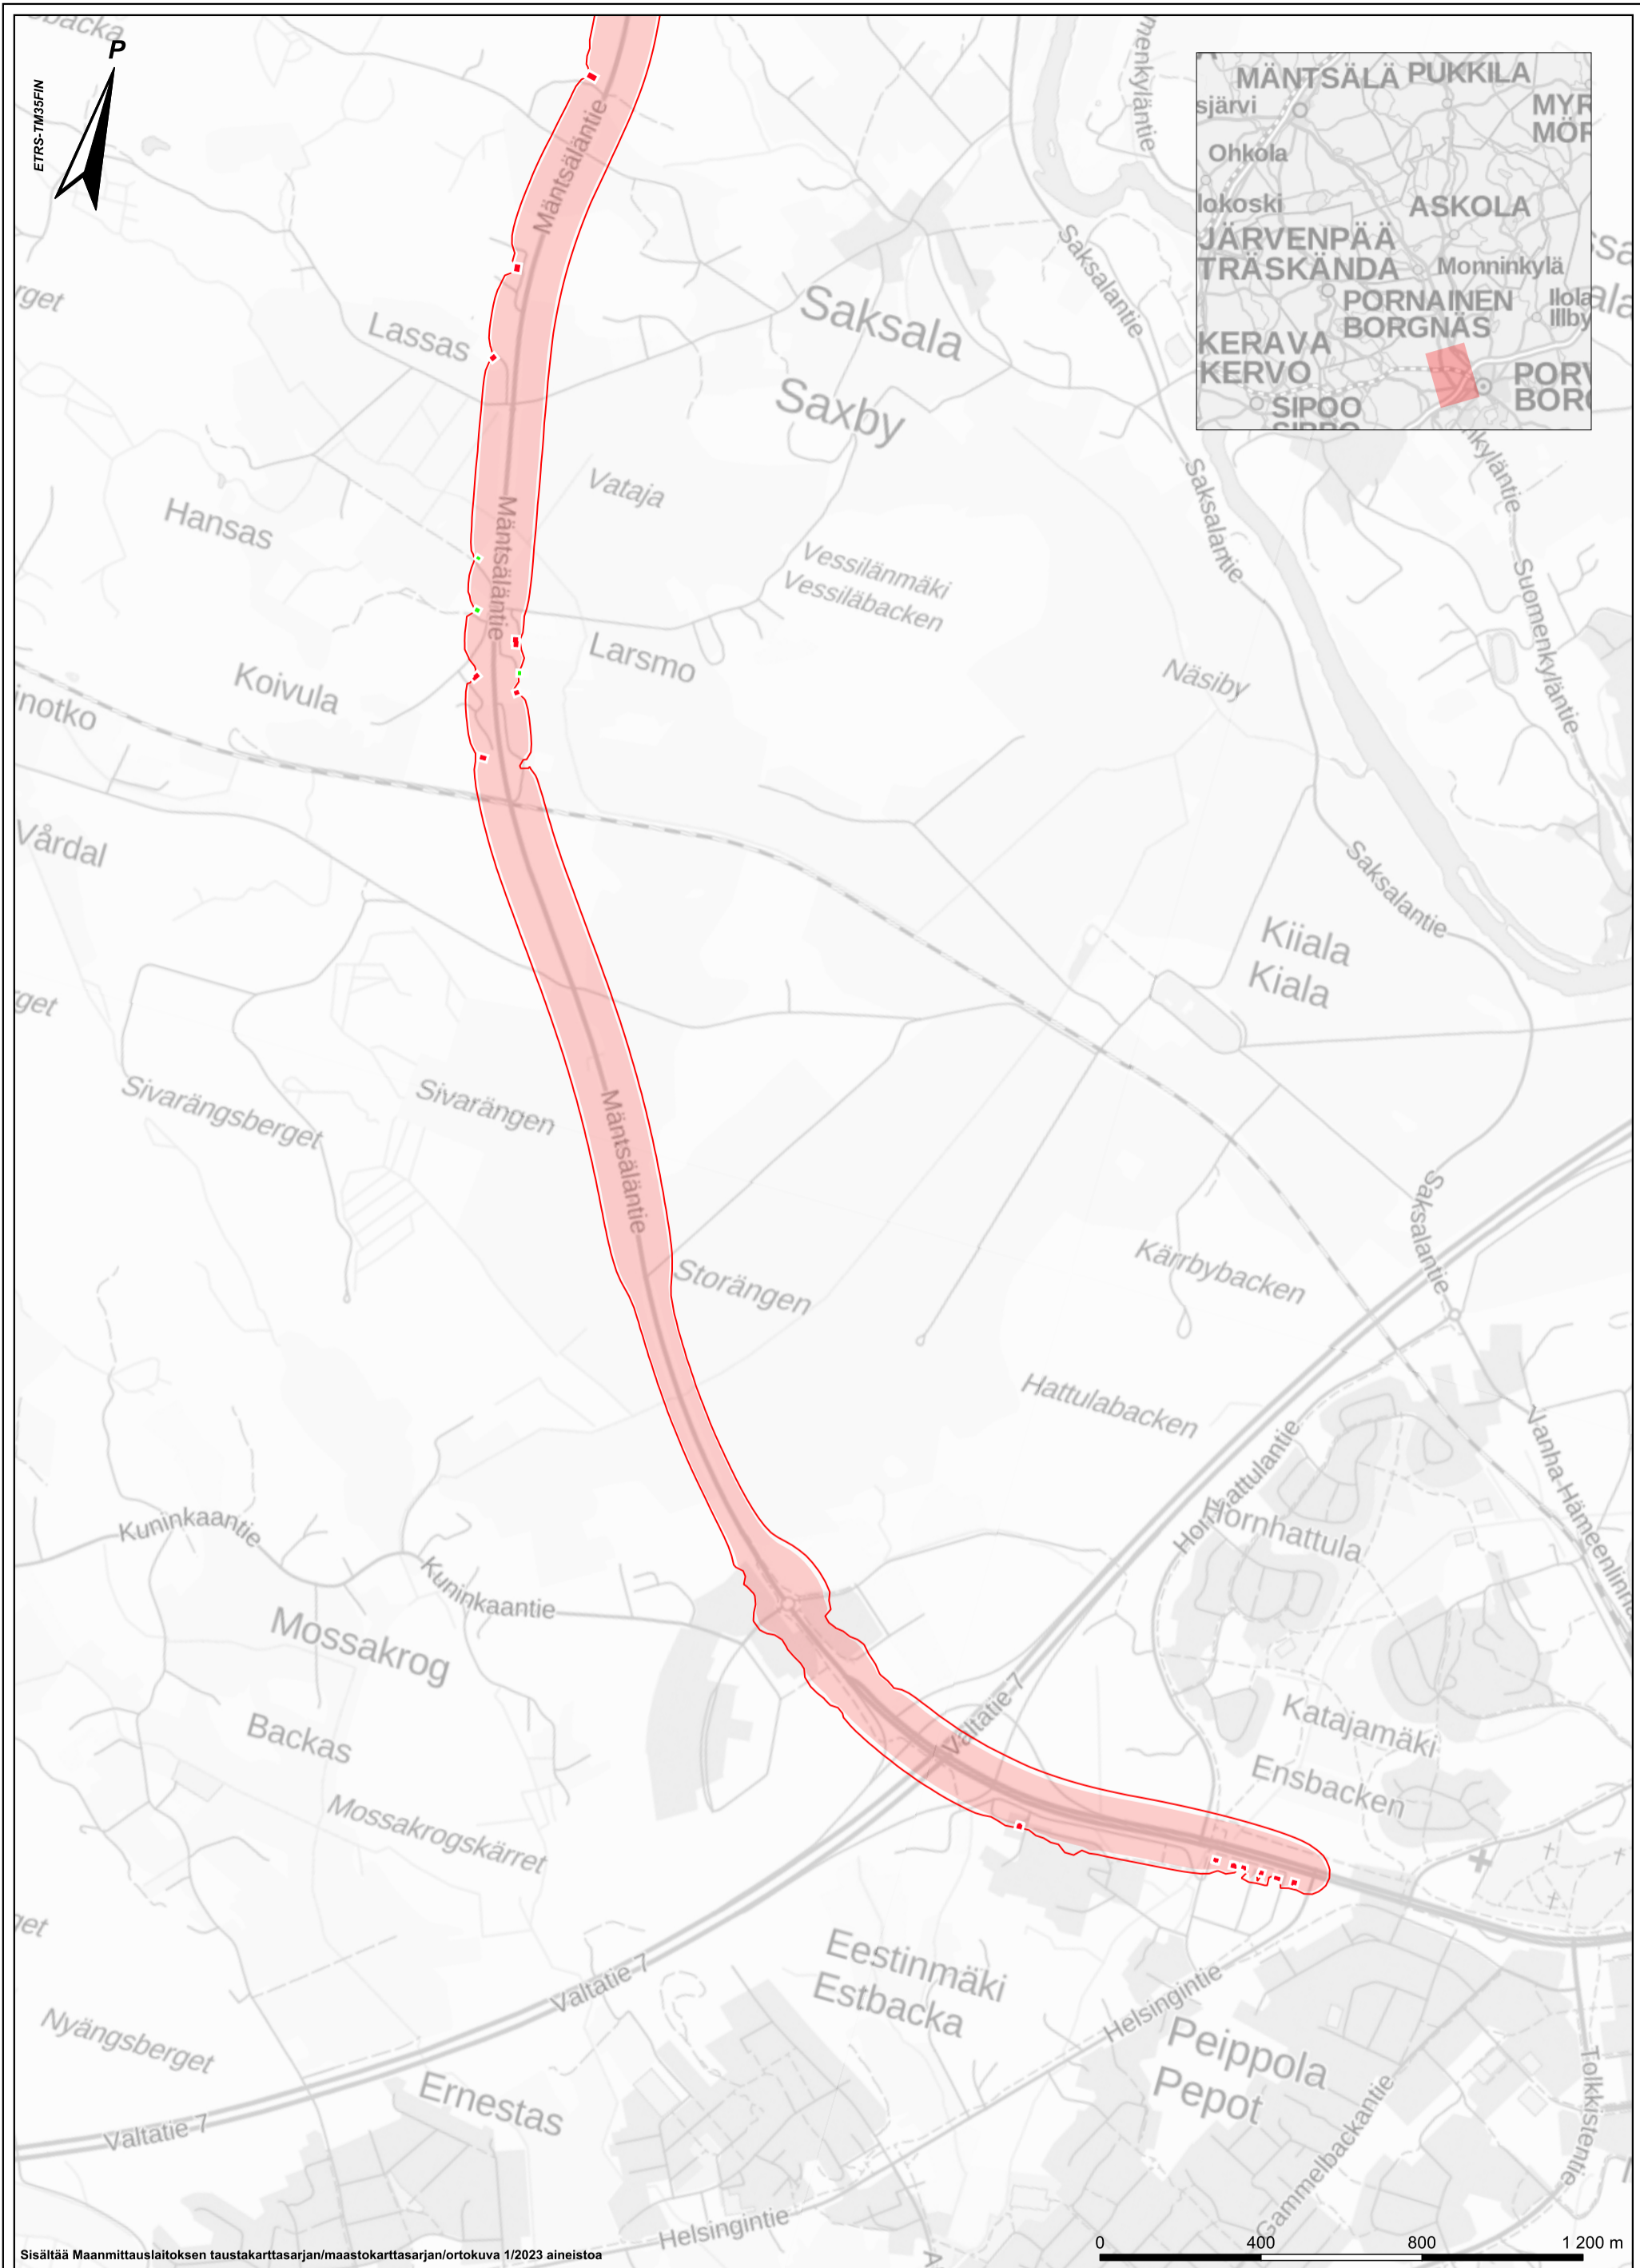 P
ETRS-TM35FIN
MÄNTSÄLÄ
PUKKILA
Ohkola
ASKOLA
JÄRVENPÄÄ
TRÄSKÄNDA
Monninkylä
PORNAINEN
BORGNÄS
Ilola
Illby
KERAVA
KERVO
SIPOO
Mäntsäläntie
Saksalantie
Lassas
Saksala
Saxby
Vataja
Hansas
Mäntsäläntie
Saksalantie
Vessilänmäki
Vessiläbacken
Suomenkyläntie
Larsmo
Koivula
Näsiby
Vårdal
Saksalantie
Kiiala
Kiala
Sivarängsberget
Sivarängen
Mäntsäläntie
Storängen
Kärrbybacken
Saksalantie
Hattulabacken
Hornhattulantie
Hornhattula
Kuninkaantie
Kuninkaantie
Mossakrog
Backas
Mossakrogskärret
Valtatie 7
Katajamäki
Ensbacken
Eestinmäki
Estbacka
Valtatie 7
Helsingintie
Nyängsberget
Peippola
Pepot
Ernestas
Valtatie 7
Tolkkistentie
Gammelbackantie
Helsingintie
0 400 800 1 200 m
Sisältää Maanmittauslaitoksen taustakarttasarjan/maastokarttasarjan/ortokuva 1/2023 aineistoa